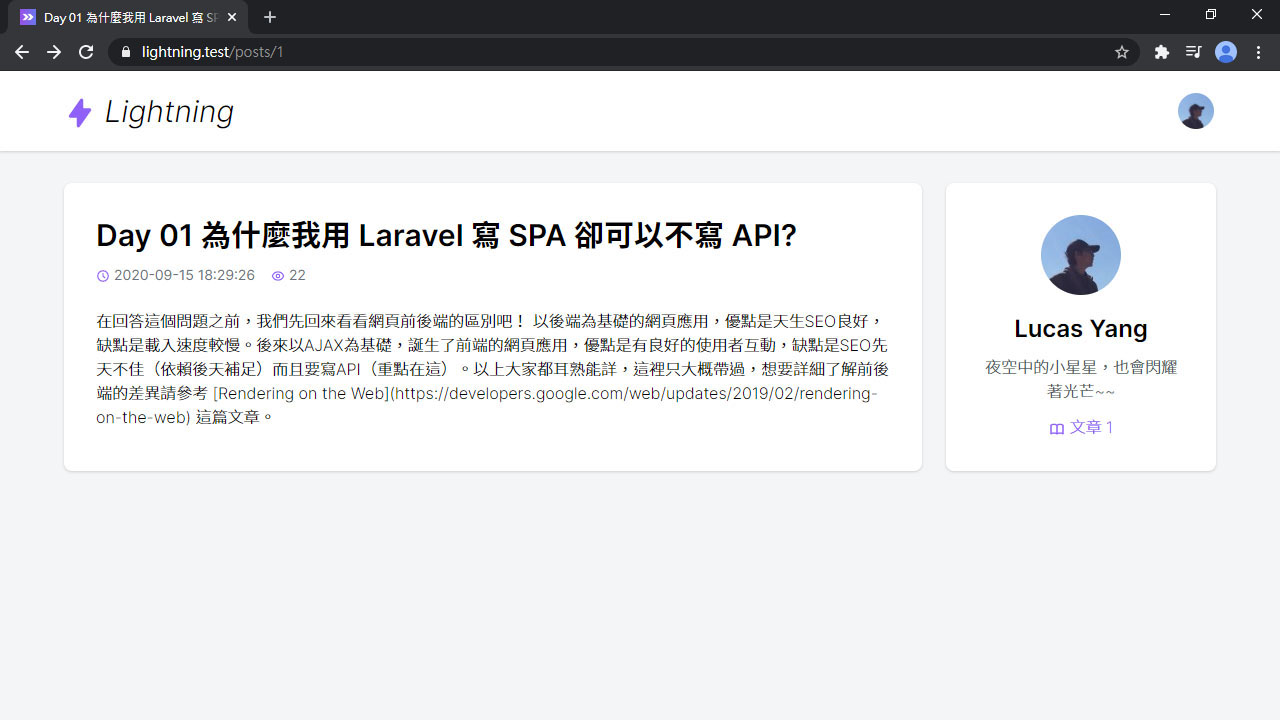 Day 01 為什麼我用 Laravel 寫 SP
lightning.test/posts/1
Lightning
Day 01 為什麼我用 Laravel 寫 SPA 卻可以不寫 API?
2020-09-15 18:29:26 22
在回答這個問題之前，我們先回來看看網頁前後端的區別吧！ 以後端為基礎的網頁應用，優點是天生SEO良好，
缺點是載入速度較慢。後來以AJAX為基礎，誕生了前端的網頁應用，優點是有良好的使用者互動，缺點是SEO先
天不佳（依賴後天補足）而且要寫API（重點在這）。以上大家都耳熟能詳，這裡只大概帶過，想要詳細了解前後
端的差異請參考 [Rendering on the Web](https://developers.google.com/web/updates/2019/02/rendering-
on-the-web) 這篇文章。
Lucas Yang
夜空中的小星星，也會閃耀
著光芒~~
文章 1